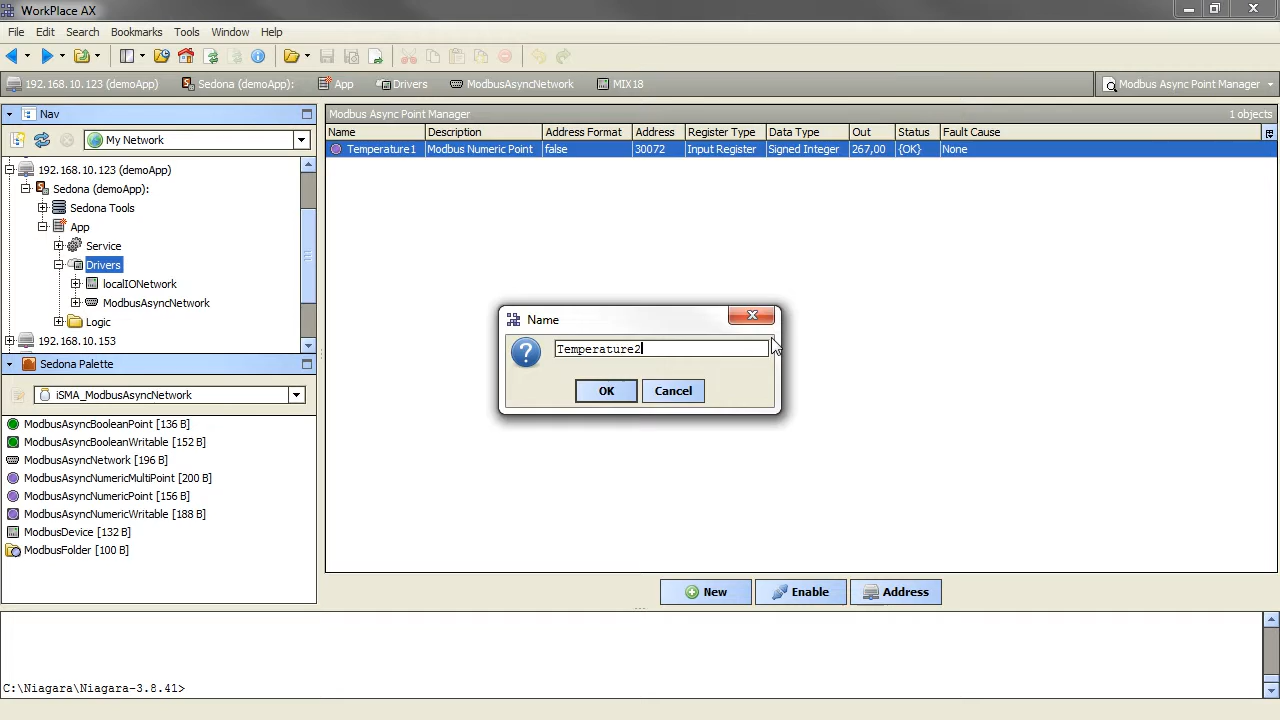 WorkPlace AX
File Edit Search Bookmarks Tools Window Help
192.168.10.123 (demoApp) Sedona (demoApp): App Drivers ModbusAsyncNetwork MIX18 Modbus Async Point Manager
Nav
My Network
192.168.10.123 (demoApp)
Sedona (demoApp):
Sedona Tools
App
Service
Drivers
localIONetwork
ModbusAsyncNetwork
Logic
192.168.10.153
Sedona Palette
iSMA_ModbusAsyncNetwork
ModbusAsyncBooleanPoint [136 B]
ModbusAsyncBooleanWritable [152 B]
ModbusAsyncNetwork [196 B]
ModbusAsyncNumericMultiPoint [200 B]
ModbusAsyncNumericPoint [156 B]
ModbusAsyncNumericWritable [188 B]
ModbusDevice [132 B]
ModbusFolder [100 B]
Modbus Async Point Manager 1 objects
Name Description Address Format Address Register Type Data Type Out Status Fault Cause
Temperature1 Modbus Numeric Point false 30072 Input Register Signed Integer 267,00 {OK} None
Name
Temperature2
OK Cancel
New Enable Address
C:\Niagara\Niagara-3.8.41>